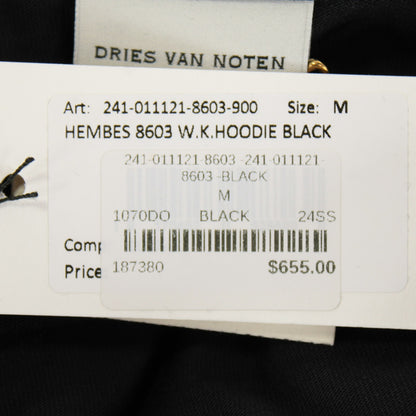 DRIES VAN NOTEN
Art: 241-011121-8603-900 Size: M
HEMBES 8603 W.K.HOODIE BLACK
241-011121-8603 -241-011121-
8603 -BLACK
M
1070DO BLACK 24SS
Comp
Price
187380 $655.00